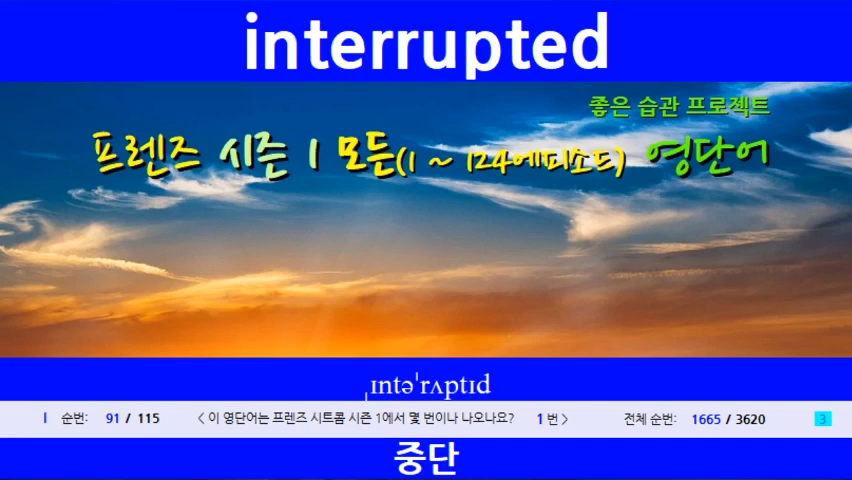 interrupted
좋은 습관 프로젝트
프렌즈 시즌 1 모든(1 ~ 124에피소드) 영단어
ˌɪntəˈrʌptɪd
I 순번: 91 / 115 < 이 영단어는 프렌즈 시트콤 시즌 1에서 몇 번이나 나오나요? 1 번 > 전체 순번: 1665 / 3620 3
중단